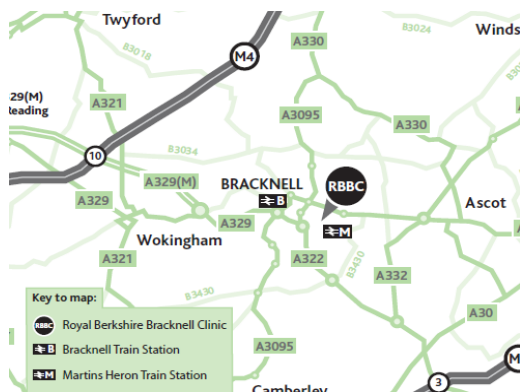 Twyford
A330
B3024
Winds
B3018
M4
329(M)
Reading
A321
A3095
A330
10
B3034
A329(M)
BRACKNELL
RBBC
A329
B
Ascot
Wokingham
A329
M
A321
A322
B3430
A332
B3430
A30
Key to map:
RBBC Royal Berkshire Bracknell Clinic
B Bracknell Train Station
M Martins Heron Train Station
A3095
Camberley
3
M